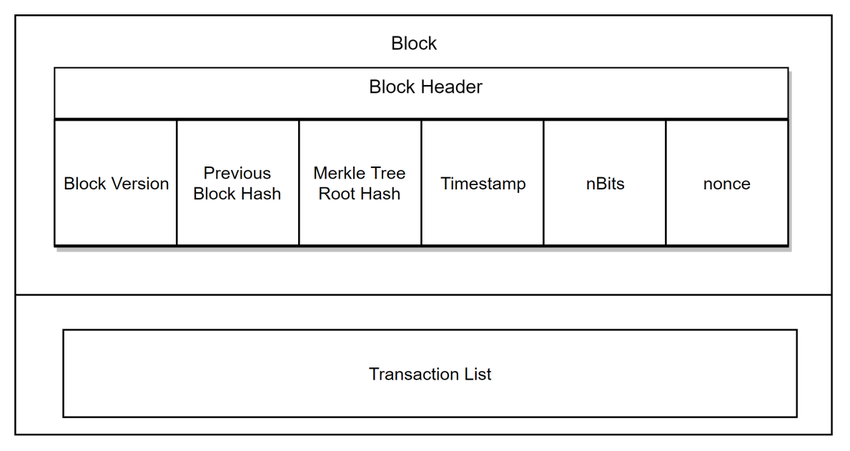 Block
Block Header
Block Version
Previous
Block Hash
Merkle Tree
Root Hash
Timestamp
nBits
nonce
Transaction List